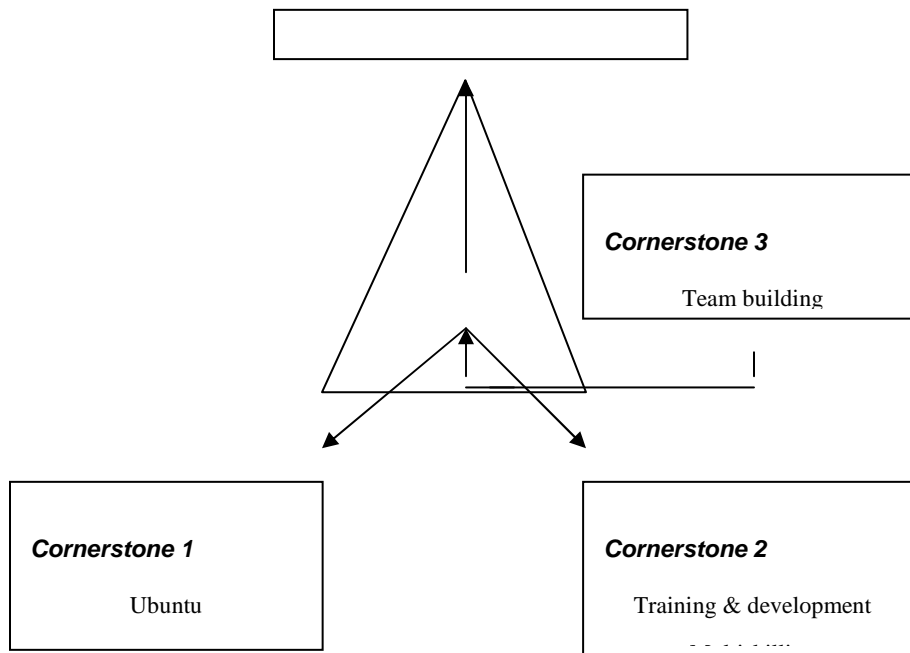 Cornerstone 3
Team building
Cornerstone 1
Ubuntu
Cornerstone 2
Training & development